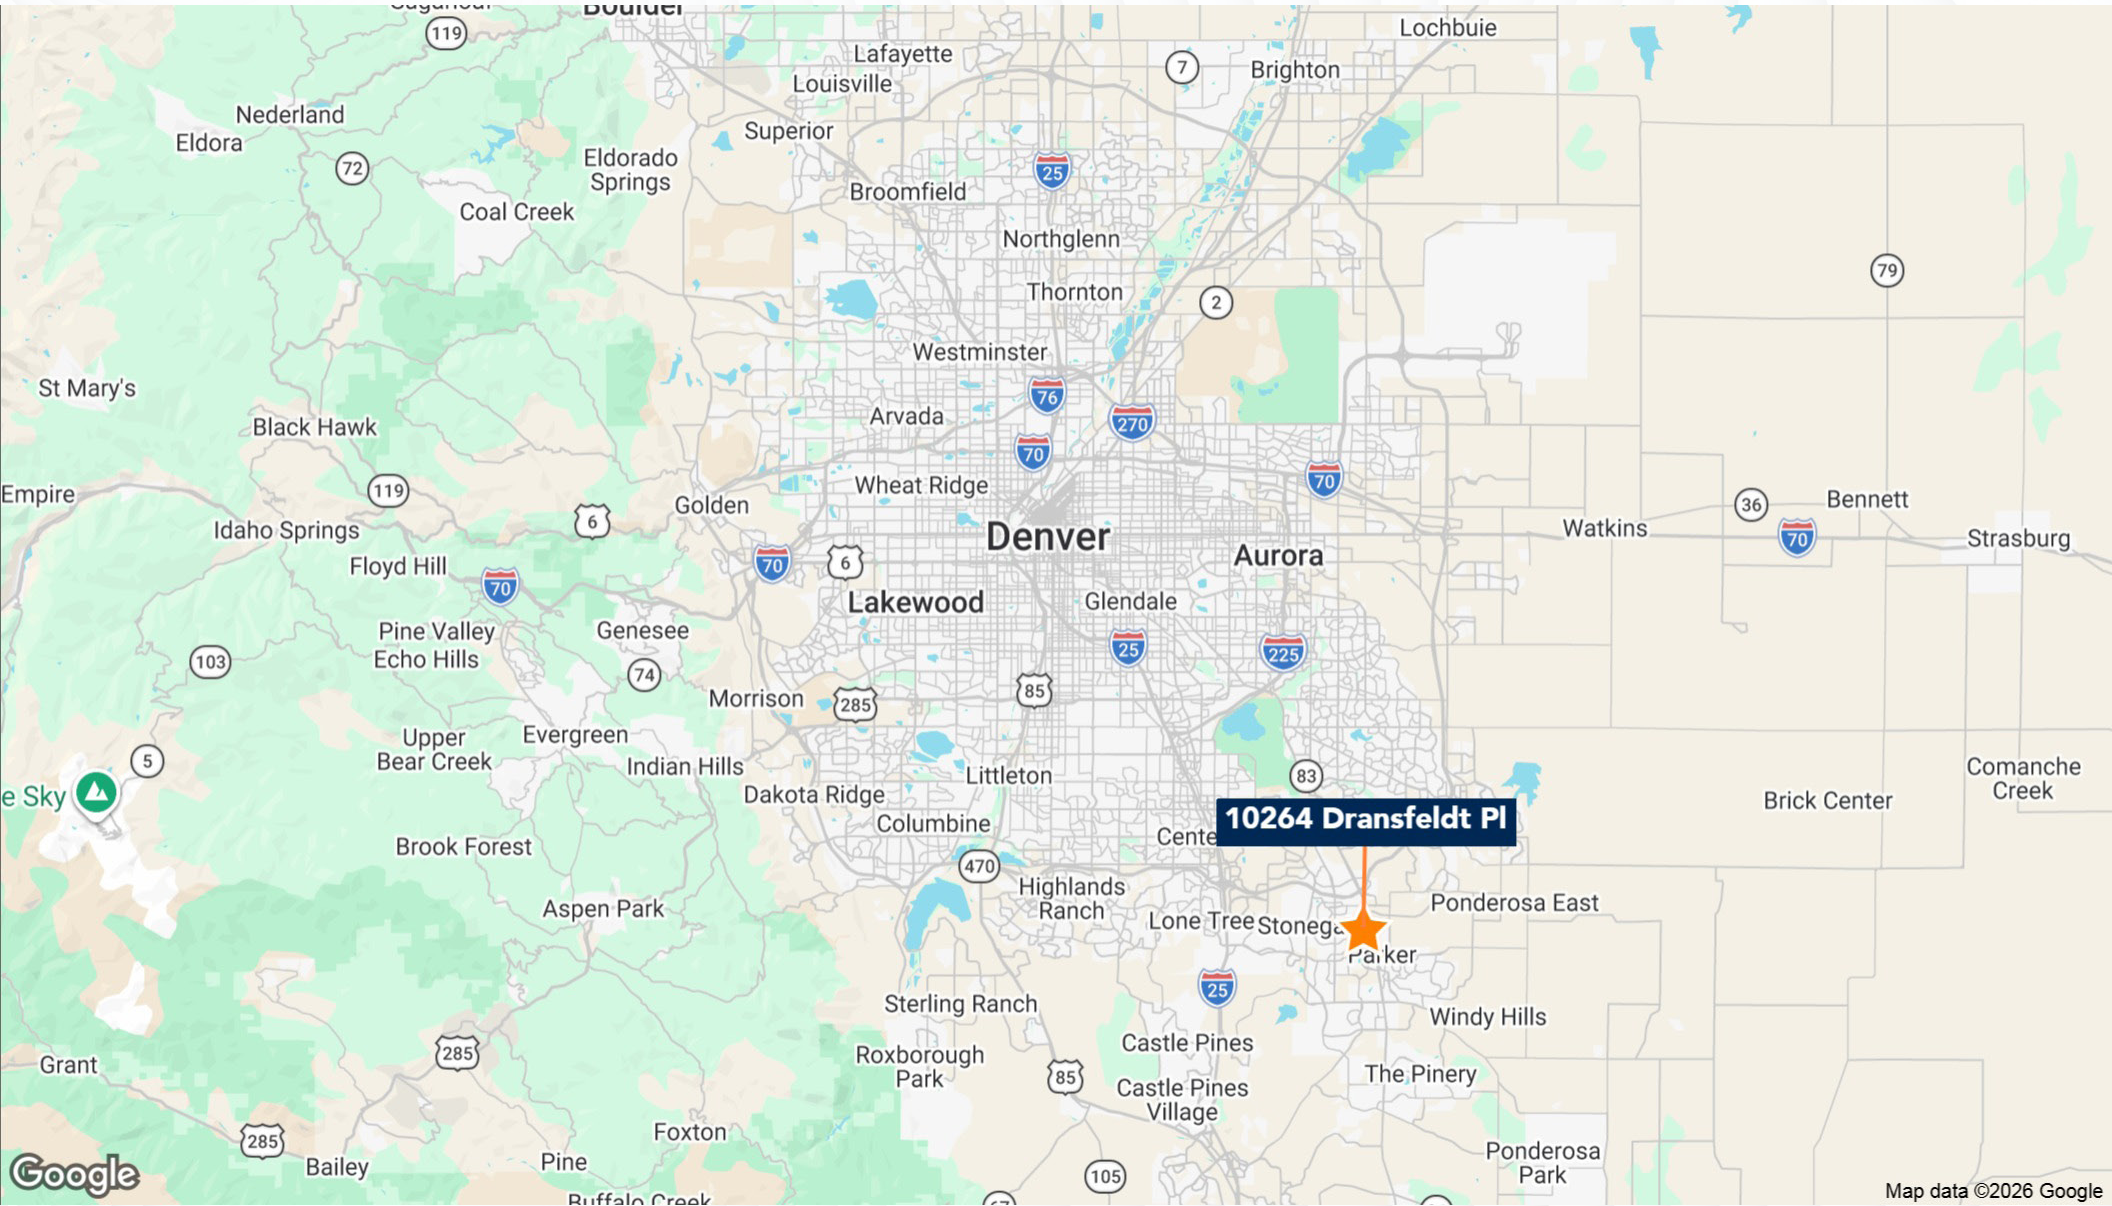 Boulder
119
Lochbuie
Lafayette
7
Brighton
Louisville
Nederland
Superior
Eldora
Eldorado
Springs
72
25
Broomfield
Coal Creek
Northglenn
79
Thornton
2
Westminster
St Mary's
76
Arvada
270
Black Hawk
70
Wheat Ridge
70
119
Empire
Golden
36
Bennett
6
Idaho Springs
Denver
Watkins
70
Strasburg
Aurora
Floyd Hill
70
6
70
Lakewood
Glendale
Pine Valley
Genesee
25
225
Echo Hills
103
74
85
Morrison
285
Upper
Bear Creek
Evergreen
5
Indian Hills
Littleton
83
Comanche
Creek
e Sky
Dakota Ridge
Brick Center
10264 Dransfeldt Pl
Columbine
Cente
Brook Forest
470
Highlands
Ranch
Ponderosa East
Aspen Park
Lone Tree
Stonega
Parker
25
Sterling Ranch
Windy Hills
Castle Pines
285
Roxborough
Park
Grant
85
The Pinery
Castle Pines
Village
Foxton
285
Ponderosa
Park
Pine
Bailey
105
Google
Buffalo Creek
Map data ©2026 Google